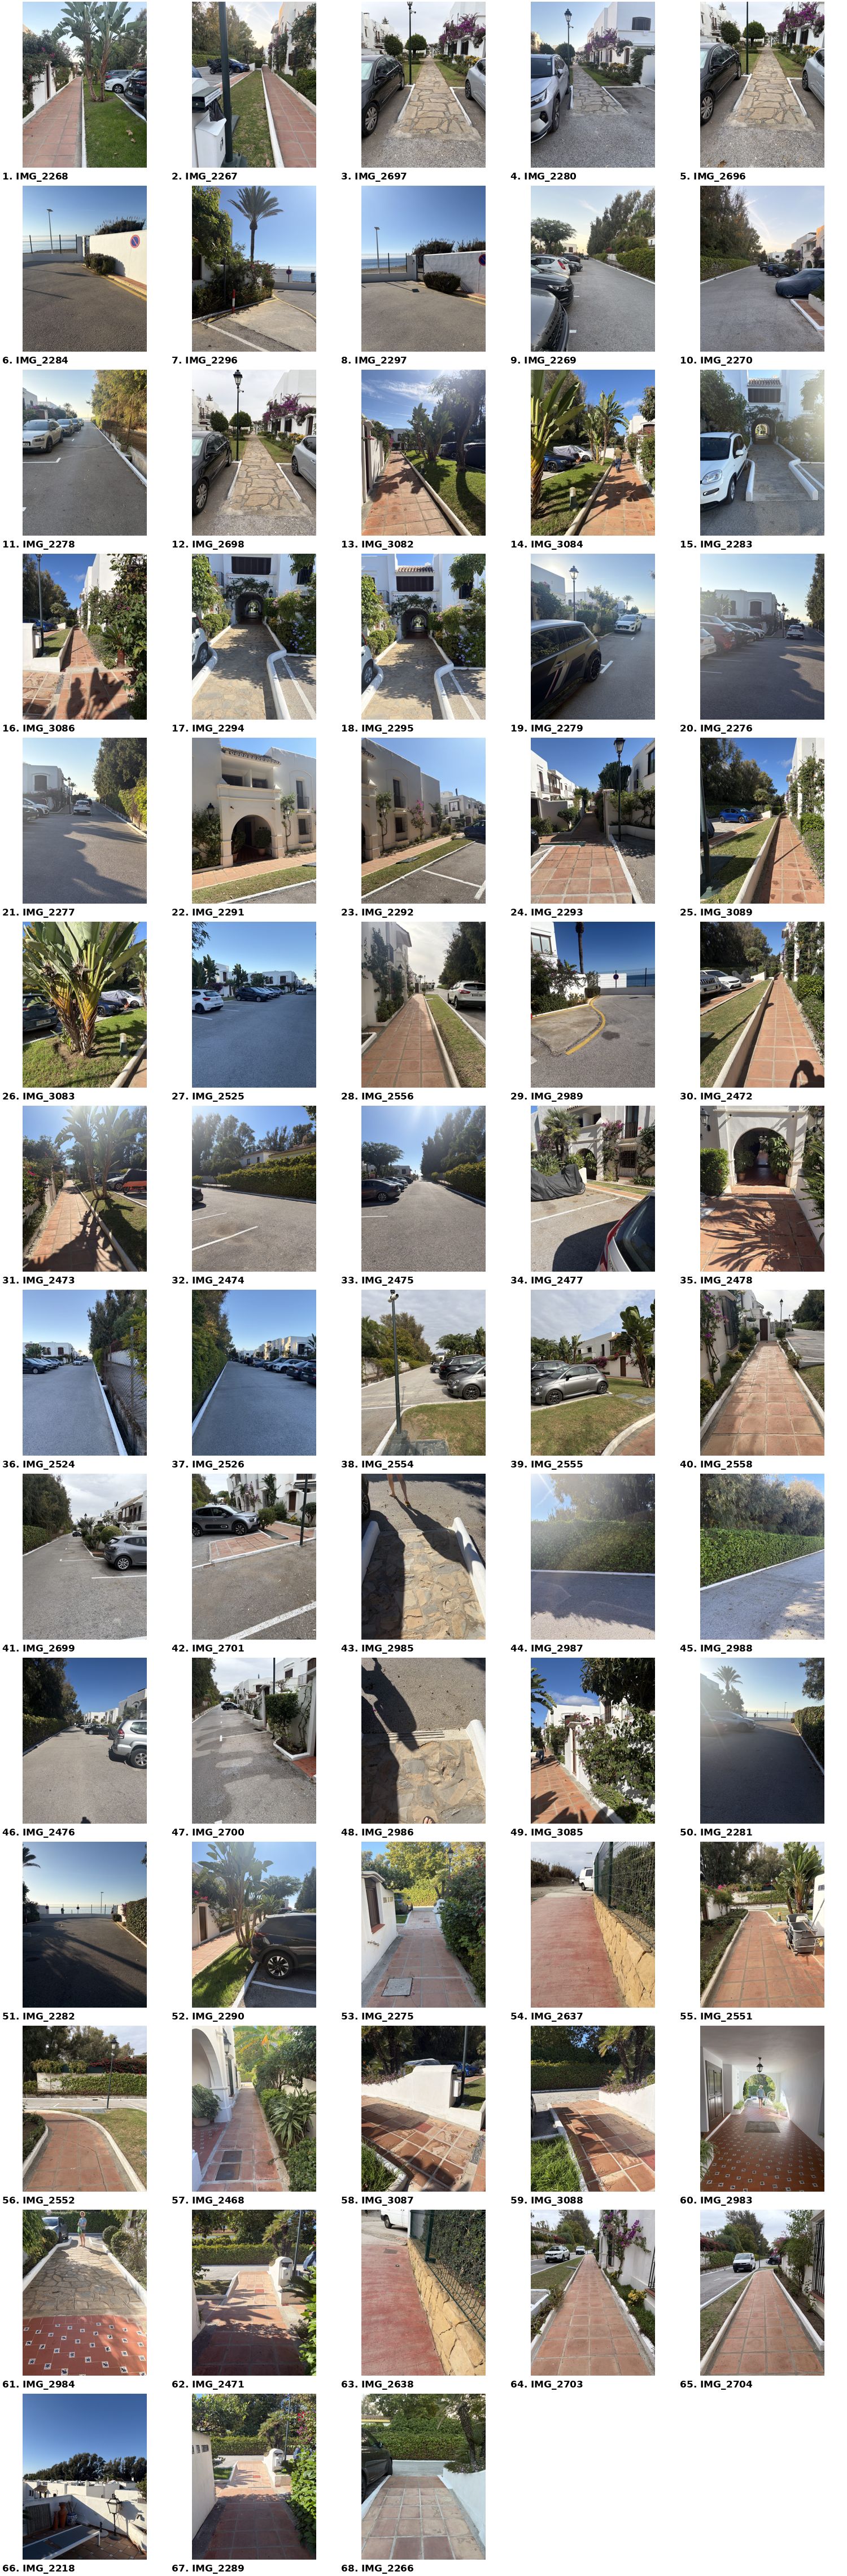 1. IMG_2268 2. IMG_2267 3. IMG_2697 4. IMG_2280 5. IMG_2696
6. IMG_2284 7. IMG_2296 8. IMG_2297 9. IMG_2269 10. IMG_2270
11. IMG_2278 12. IMG_2698 13. IMG_3082 14. IMG_3084 15. IMG_2283
16. IMG_3086 17. IMG_2294 18. IMG_2295 19. IMG_2279 20. IMG_2276
21. IMG_2277 22. IMG_2291 23. IMG_2292 24. IMG_2293 25. IMG_3089
26. IMG_3083 27. IMG_2525 28. IMG_2556 29. IMG_2989 30. IMG_2472
31. IMG_2473 32. IMG_2474 33. IMG_2475 34. IMG_2477 35. IMG_2478
36. IMG_2524 37. IMG_2526 38. IMG_2554 39. IMG_2555 40. IMG_2558
41. IMG_2699 42. IMG_2701 43. IMG_2985 44. IMG_2987 45. IMG_2988
46. IMG_2476 47. IMG_2700 48. IMG_2986 49. IMG_3085 50. IMG_2281
51. IMG_2282 52. IMG_2290 53. IMG_2275 54. IMG_2637 55. IMG_2551
56. IMG_2552 57. IMG_2468 58. IMG_3087 59. IMG_3088 60. IMG_2983
61. IMG_2984 62. IMG_2471 63. IMG_2638 64. IMG_2703 65. IMG_2704
66. IMG_2218 67. IMG_2289 68. IMG_2266